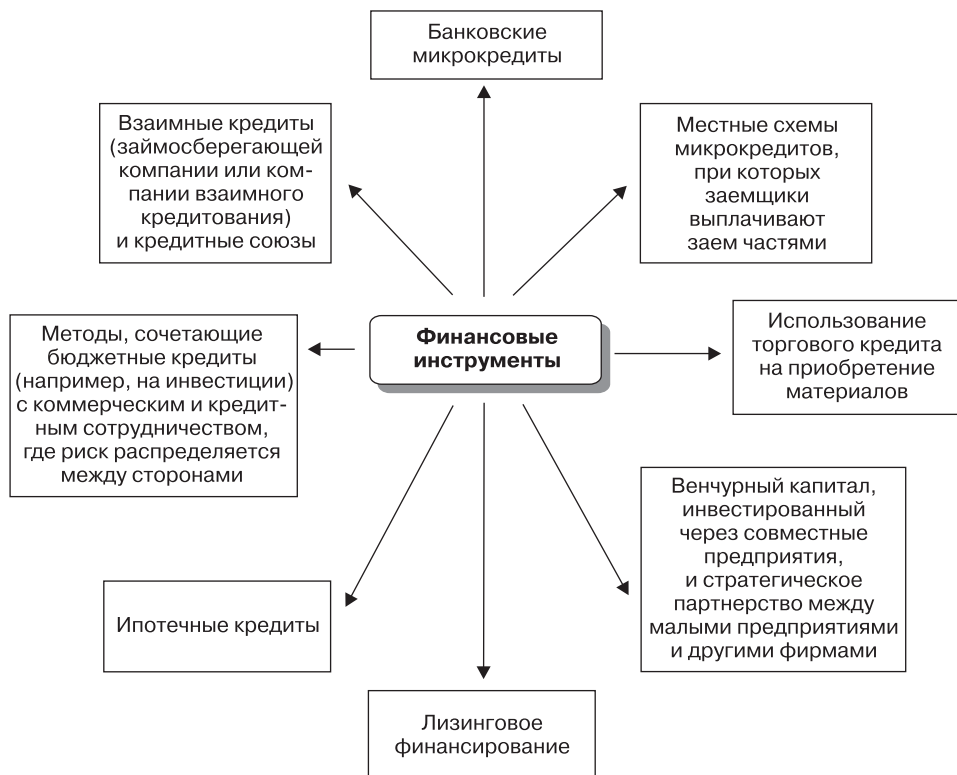 Банковские
микрокредиты
Взаимные кредиты
(займосберегающей
компании или ком-
пании взаимного
кредитования)
и кредитные союзы
Местные схемы
микрокредитов,
при которых
заемщики
выплачивают
заем частями
Финансовые
инструменты
Методы, сочетающие
бюджетные кредиты
(например, на инвестиции)
с коммерческим и кредит-
ным сотрудничеством,
где риск распределяется
между сторонами
Использование
торгового кредита
на приобретение
материалов
Венчурный капитал,
инвестированный
через совместные
предприятия,
и стратегическое
партнерство между
малыми предприятиями
и другими фирмами
Ипотечные кредиты
Лизинговое
финансирование